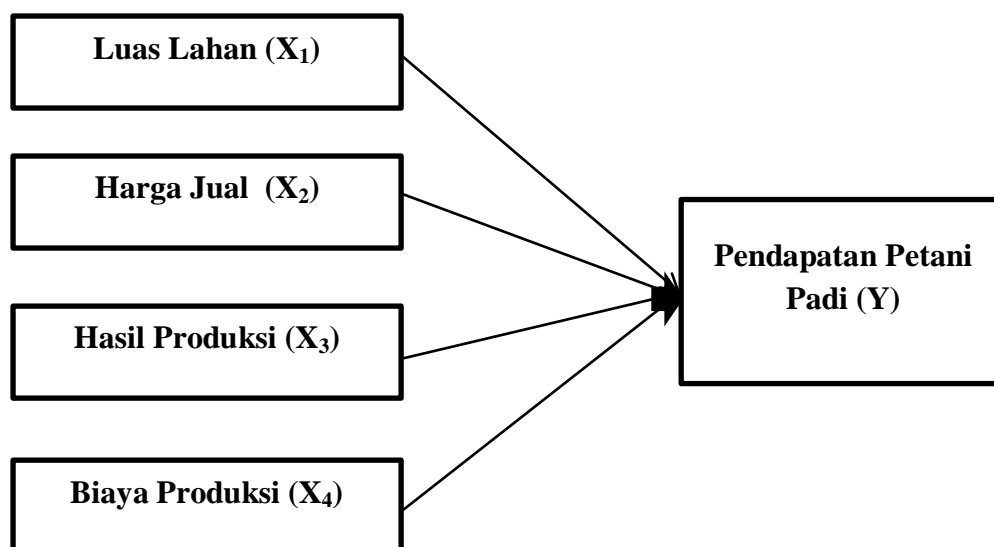 Luas Lahan (X₁)
Harga Jual (X₂)
Hasil Produksi (X₃)
Biaya Produksi (X₄)
Pendapatan Petani
Padi (Y)